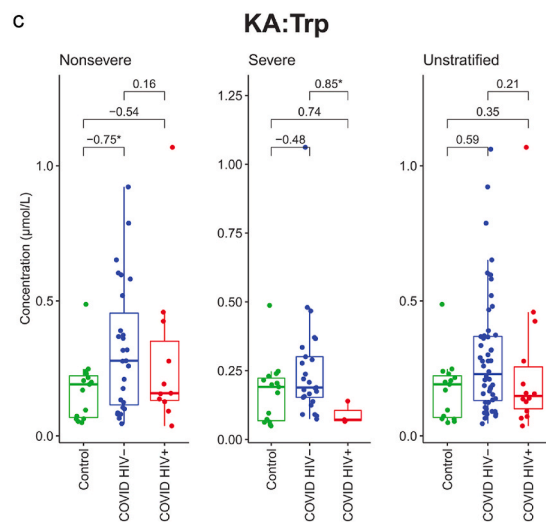 c
KA:Trp
Nonsevere
Severe
Unstratified
Concentration (μmol/L)
0.16
−0.54
−0.75*
1.0
0.5
0.0
Control
COVID HIV−
COVID HIV+
0.85*
0.74
−0.48
1.25
1.00
0.75
0.50
0.25
0.00
Control
COVID HIV−
COVID HIV+
0.21
0.35
0.59
1.0
0.5
0.0
Control
COVID HIV−
COVID HIV+